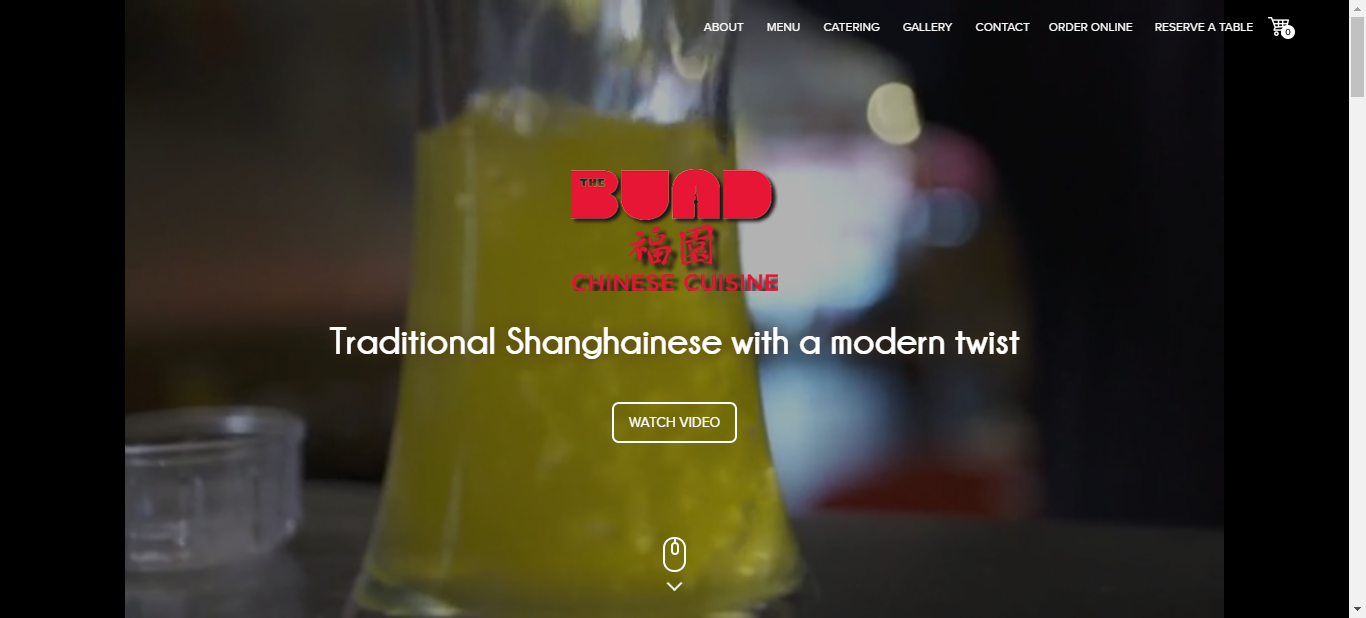 ABOUT MENU CATERING GALLERY CONTACT ORDER ONLINE RESERVE A TABLE 0
THE BUND
福園
CHINESE CUISINE
Traditional Shanghainese with a modern twist
WATCH VIDEO